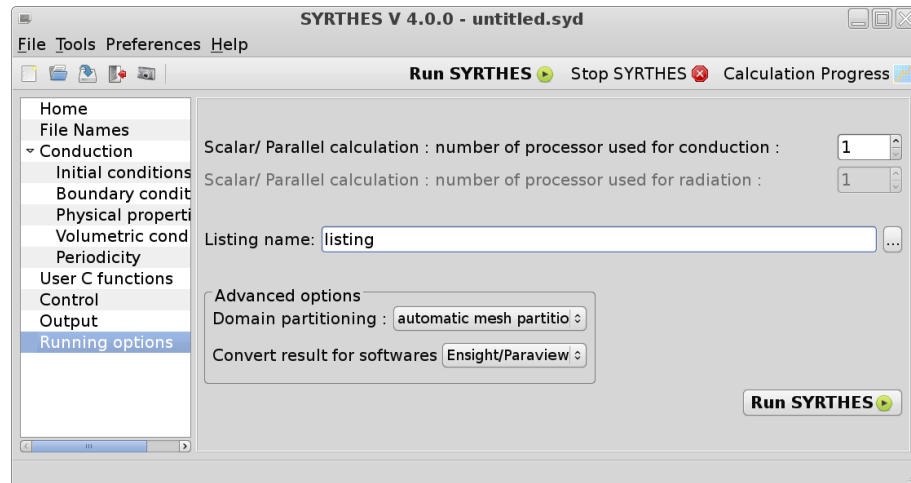 SYRTHES V 4.0.0 - untitled.syd
File Tools Preferences Help
Run SYRTHES Stop SYRTHES Calculation Progress
Home
File Names
Conduction
Initial conditions
Boundary condit
Physical properti
Volumetric cond
Periodicity
User C functions
Control
Output
Running options
Scalar/ Parallel calculation : number of processor used for conduction : 1
Scalar/ Parallel calculation : number of processor used for radiation : 1
Listing name: listing ...
Advanced options
Domain partitioning : automatic mesh partitio
Convert result for softwares Ensight/Paraview
Run SYRTHES